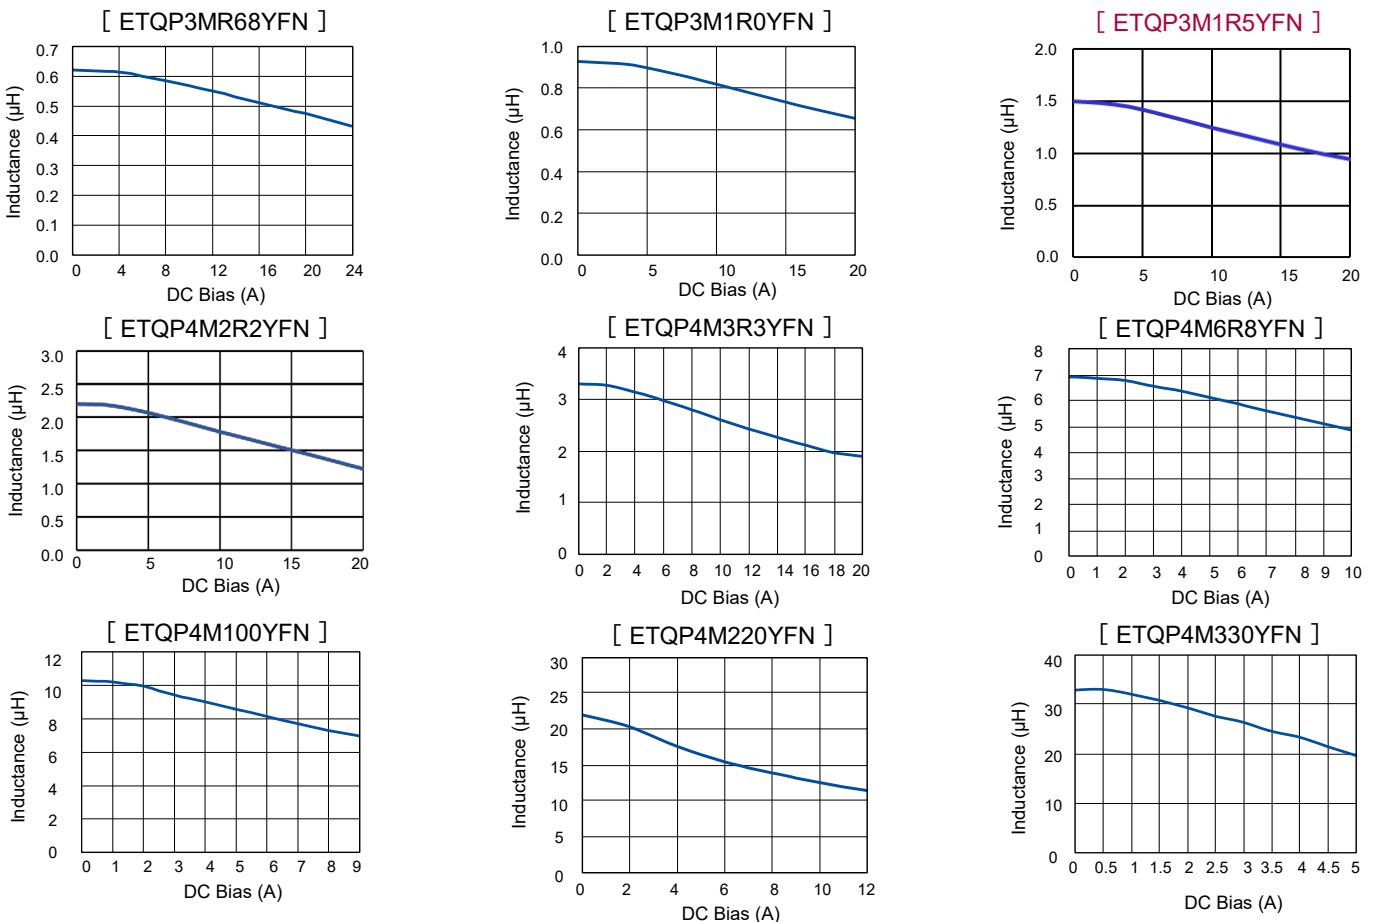 [ ETQP3MR68YFN ]
0.7
0.6
0.5
0.4
0.3
0.2
0.1
0.0
Inductance (μH)
0 4 8 12 16 20 24
DC Bias (A)
[ ETQP3M1R0YFN ]
1.0
0.8
0.6
0.4
0.2
0.0
Inductance (μH)
0 5 10 15 20
DC Bias (A)
[ ETQP3M1R5YFN ]
2.0
1.5
1.0
0.5
0.0
Inductance (μH)
0 5 10 15 20
DC Bias (A)
[ ETQP4M2R2YFN ]
3.0
2.5
2.0
1.5
1.0
0.5
0.0
Inductance (μH)
0 5 10 15 20
DC Bias (A)
[ ETQP4M3R3YFN ]
4
3
2
1
0
Inductance (μH)
0 2 4 6 8 10 12 14 16 18 20
DC Bias (A)
[ ETQP4M6R8YFN ]
8
7
6
5
4
3
2
1
0
Inductance (μH)
0 1 2 3 4 5 6 7 8 9 10
DC Bias (A)
[ ETQP4M100YFN ]
12
10
8
6
4
2
0
Inductance (μH)
0 1 2 3 4 5 6 7 8 9
DC Bias (A)
[ ETQP4M220YFN ]
30
25
20
15
10
5
0
Inductance (μH)
0 2 4 6 8 10 12
DC Bias (A)
[ ETQP4M330YFN ]
40
30
20
10
0
Inductance (μH)
0 0.5 1 1.5 2 2.5 3 3.5 4 4.5 5
DC Bias (A)